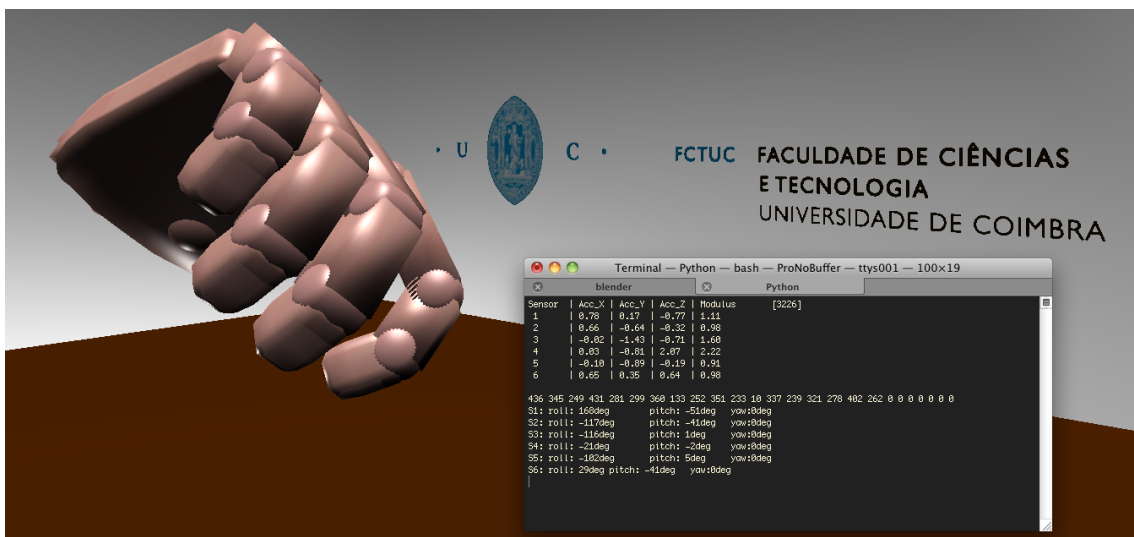 · U C ·
FCTUC FACULDADE DE CIÊNCIAS
E TECNOLOGIA
UNIVERSIDADE DE COIMBRA
Terminal — Python — bash — ProNoBuffer — ttys001 — 100×19
blender Python
Sensor | Acc_X | Acc_Y | Acc_Z | Modulus [3226]
1 | 0.78 | 0.17 | -0.77 | 1.11
2 | 0.66 | -0.64 | -0.32 | 0.98
3 | -0.02 | -1.43 | -0.71 | 1.60
4 | 0.03 | -0.81 | 2.07 | 2.22
5 | -0.10 | -0.89 | -0.19 | 0.91
6 | 0.65 | 0.35 | 0.64 | 0.98
436 345 249 431 281 299 360 133 252 351 233 10 337 239 321 278 402 262 0 0 0 0 0 0 0
S1: roll: 168deg pitch: -51deg yaw:0deg
S2: roll: -117deg pitch: -41deg yaw:0deg
S3: roll: -116deg pitch: 1deg yaw:0deg
S4: roll: -21deg pitch: -2deg yaw:0deg
S5: roll: -102deg pitch: 5deg yaw:0deg
S6: roll: 29deg pitch: -41deg yaw:0deg